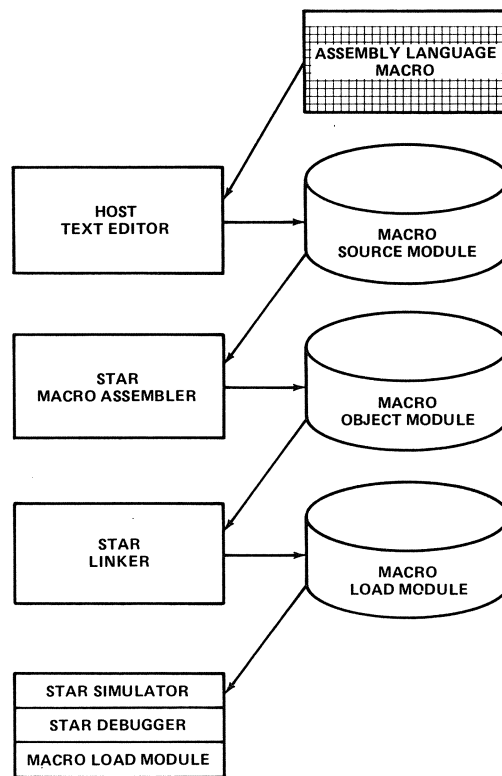 ASSEMBLY LANGUAGE
MACRO
HOST
TEXT EDITOR
MACRO
SOURCE MODULE
STAR
MACRO ASSEMBLER
MACRO
OBJECT MODULE
STAR
LINKER
MACRO
LOAD MODULE
STAR SIMULATOR
STAR DEBUGGER
MACRO LOAD MODULE